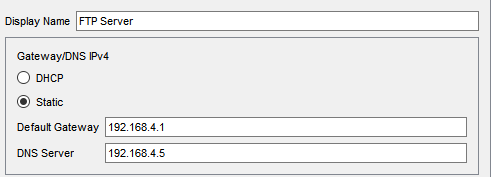 Display Name FTP Server
Gateway/DNS IPv4
DHCP
Static
Default Gateway 192.168.4.1
DNS Server 192.168.4.5